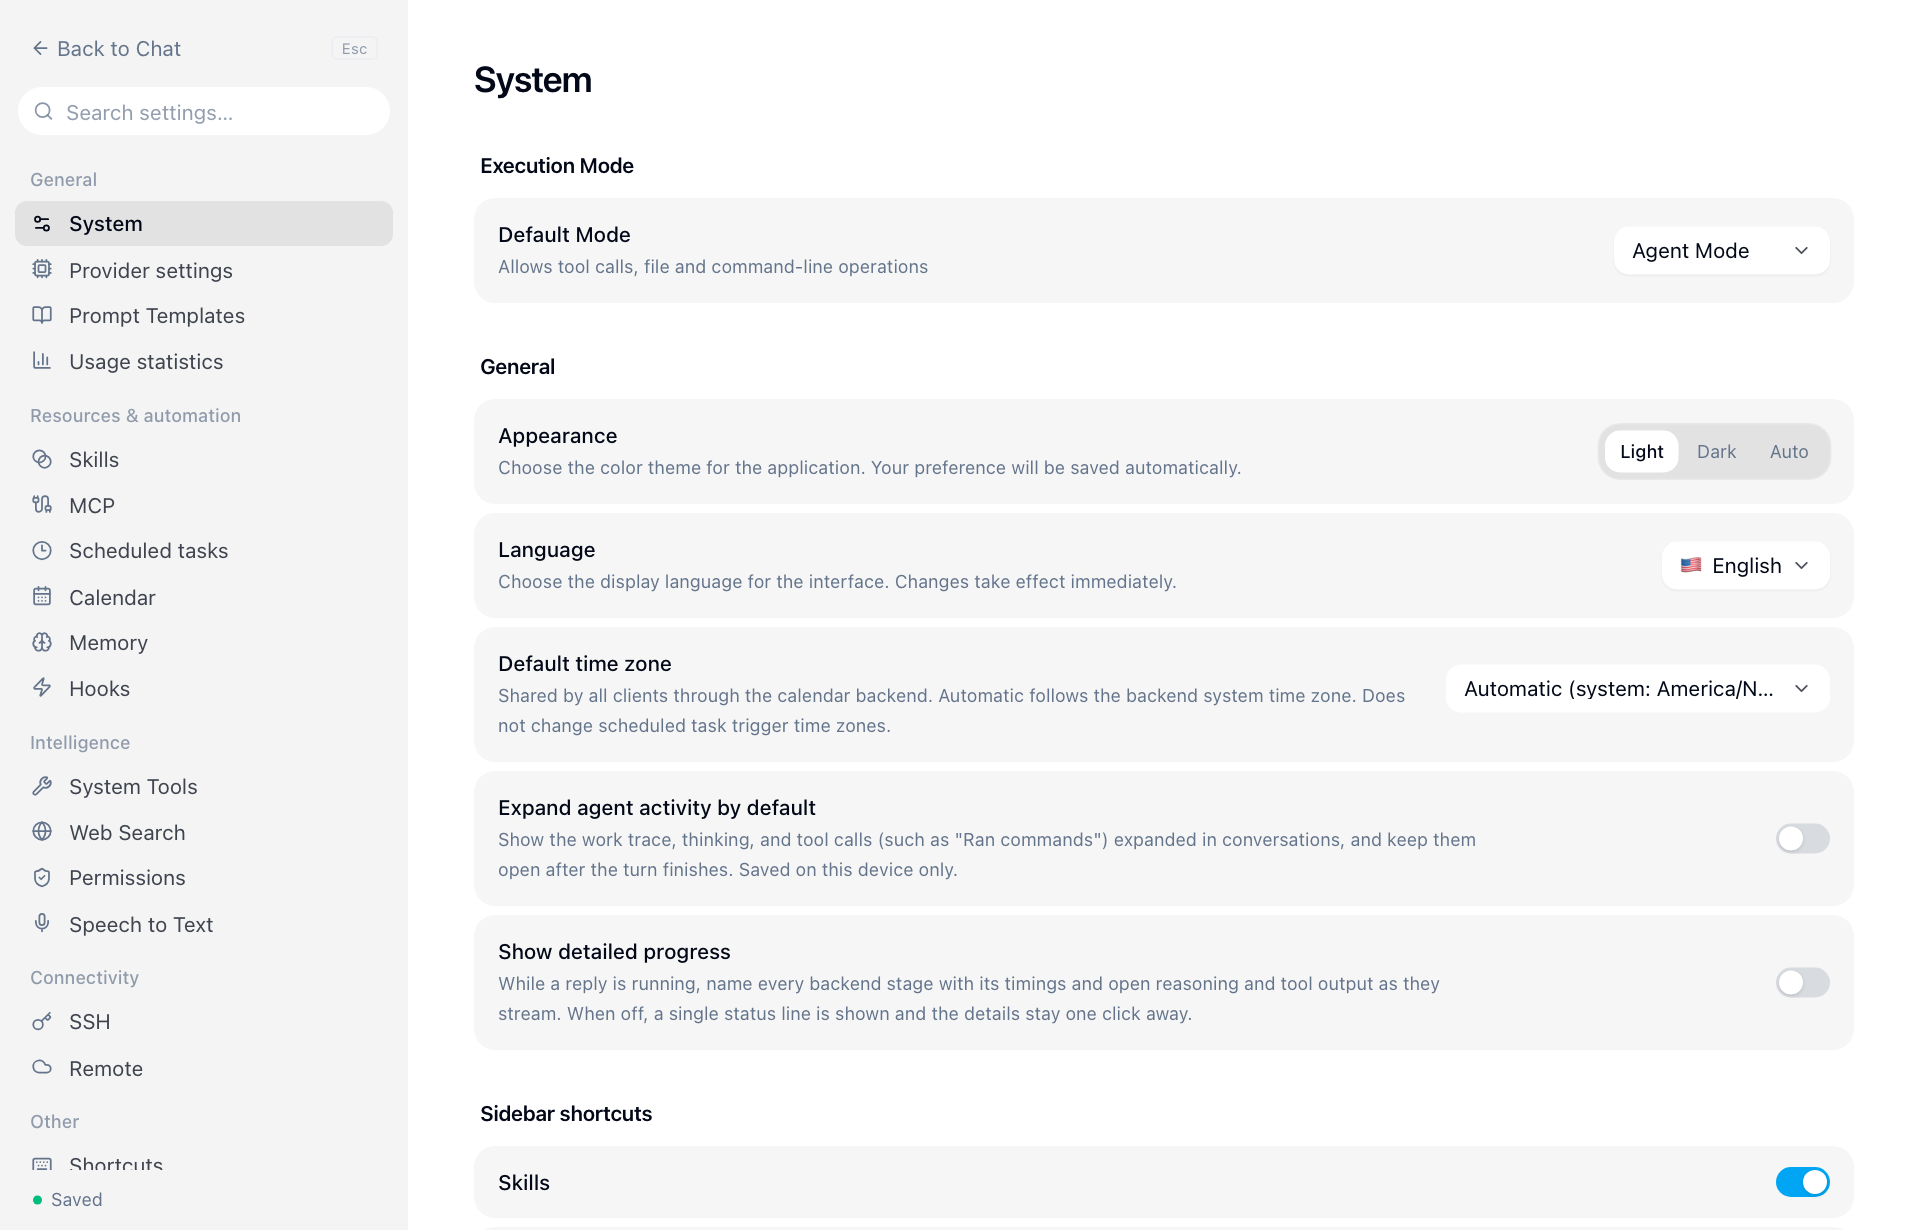 Back to Chat
Esc
Search settings...
General
System
Provider settings
Prompt Templates
Usage statistics
Resources & automation
Skills
MCP
Scheduled tasks
Calendar
Memory
Hooks
Intelligence
System Tools
Web Search
Permissions
Speech to Text
Connectivity
SSH
Remote
Other
Shortcuts
Saved
System
Execution Mode
Default Mode
Allows tool calls, file and command-line operations
Agent Mode
General
Appearance
Choose the color theme for the application. Your preference will be saved automatically.
Light
Dark
Auto
Language
Choose the display language for the interface. Changes take effect immediately.
🇺🇸 English
Default time zone
Shared by all clients through the calendar backend. Automatic follows the backend system time zone. Does
not change scheduled task trigger time zones.
Automatic (system: America/N...
Expand agent activity by default
Show the work trace, thinking, and tool calls (such as "Ran commands") expanded in conversations, and keep them
open after the turn finishes. Saved on this device only.
Show detailed progress
While a reply is running, name every backend stage with its timings and open reasoning and tool output as they
stream. When off, a single status line is shown and the details stay one click away.
Sidebar shortcuts
Skills